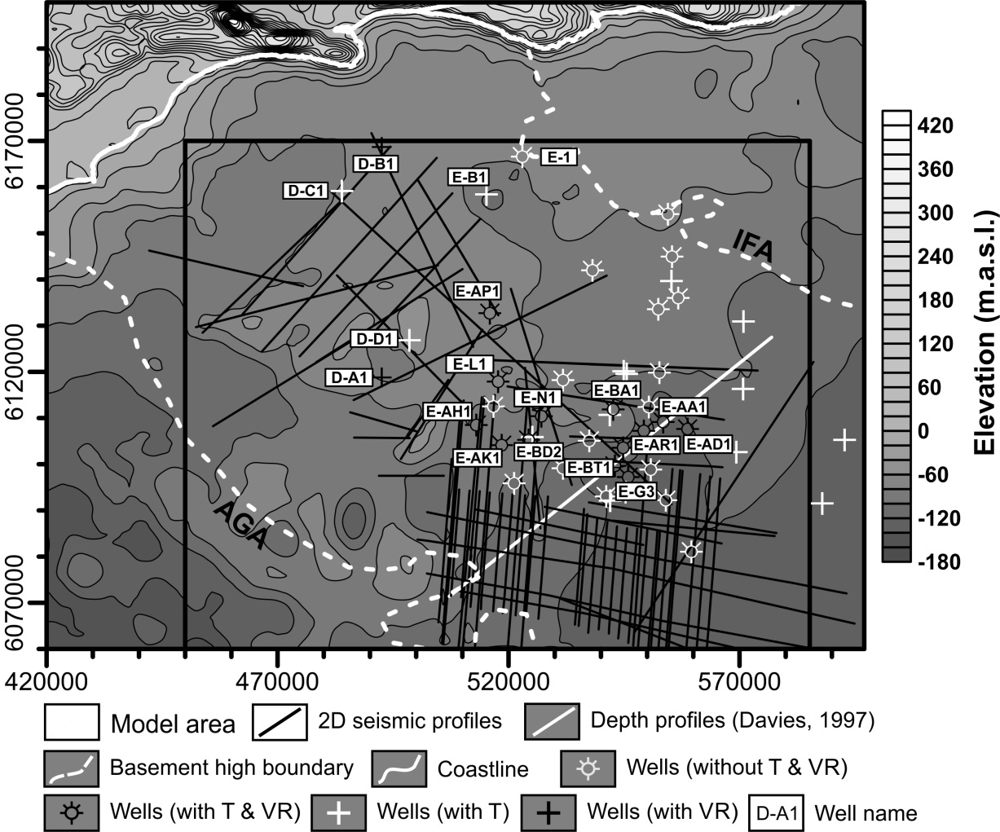 6170000
6120000
6070000
420000
470000
520000
570000
D-B1
D-C1
E-B1
E-1
IFA
E-AP1
D-D1
D-A1
E-L1
E-N1
E-BA1
E-AA1
E-AH1
E-AK1
E-BD2
E-AR1
E-AD1
E-BT1
E-G3
AGA
420
360
300
240
180
120
60
0
-60
-120
-180
Elevation (m.a.s.l.)
Model area
2D seismic profiles
Depth profiles (Davies, 1997)
Basement high boundary
Coastline
Wells (without T & VR)
Wells (with T & VR)
Wells (with T)
Wells (with VR)
D-A1
Well name